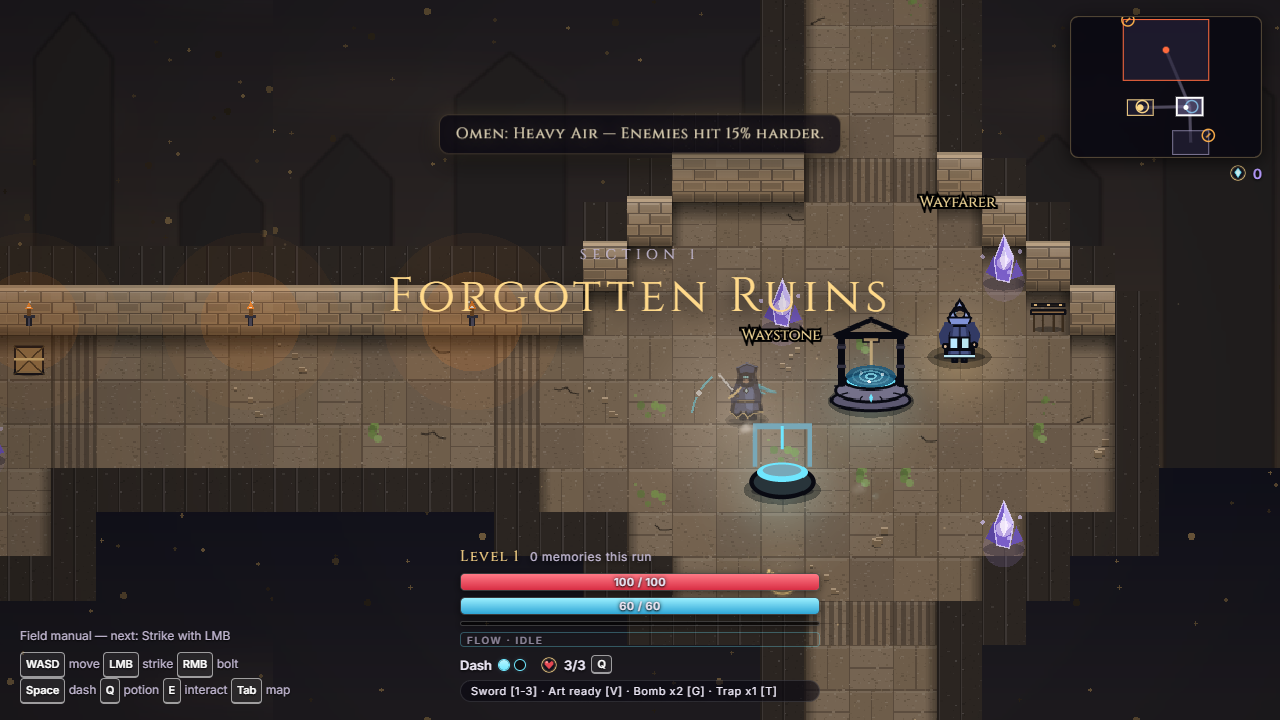 OMEN: HEAVY AIR — ENEMIES HIT 15% HARDER.
0
WAYFARER
SECTION 1
FORGOTTEN RUINS
WAYSTONE
LEVEL 1 0 memories this run
100 / 100
60 / 60
FLOW · IDLE
Dash 3/3 Q
Sword [1-3] · Art ready [V] · Bomb x2 [G] · Trap x1 [T]
Field manual — next: Strike with LMB
WASD move LMB strike RMB bolt
Space dash Q potion E interact Tab map